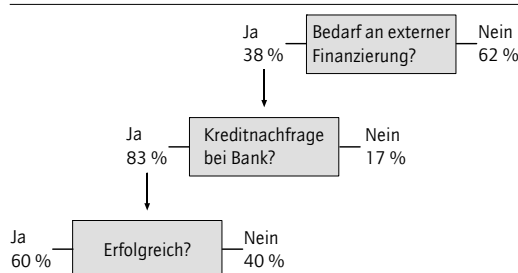 Ja
38 %
Bedarf an externer
Finanzierung?
Nein
62 %
Ja
83 %
Kreditnachfrage
bei Bank?
Nein
17 %
Ja
60 %
Erfolgreich?
Nein
40 %